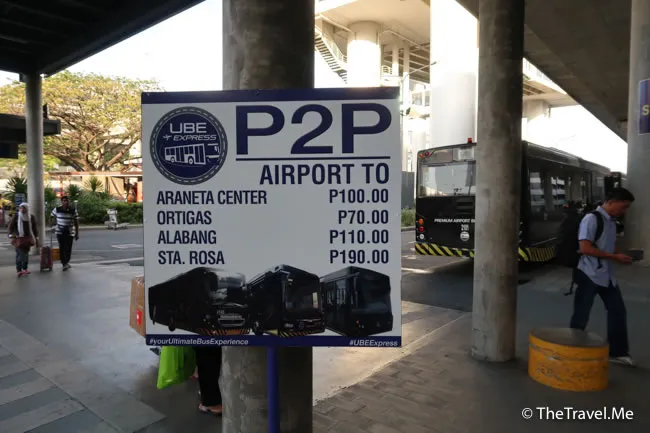 UBE
EXPRESS
P2P
AIRPORT TO
ARANETA CENTER P100.00
ORTIGAS P70.00
ALABANG P110.00
STA. ROSA P190.00
#yourUltimateBusExperience #UBEExpress
PREMIUM AIRPORT
© TheTravel.Me